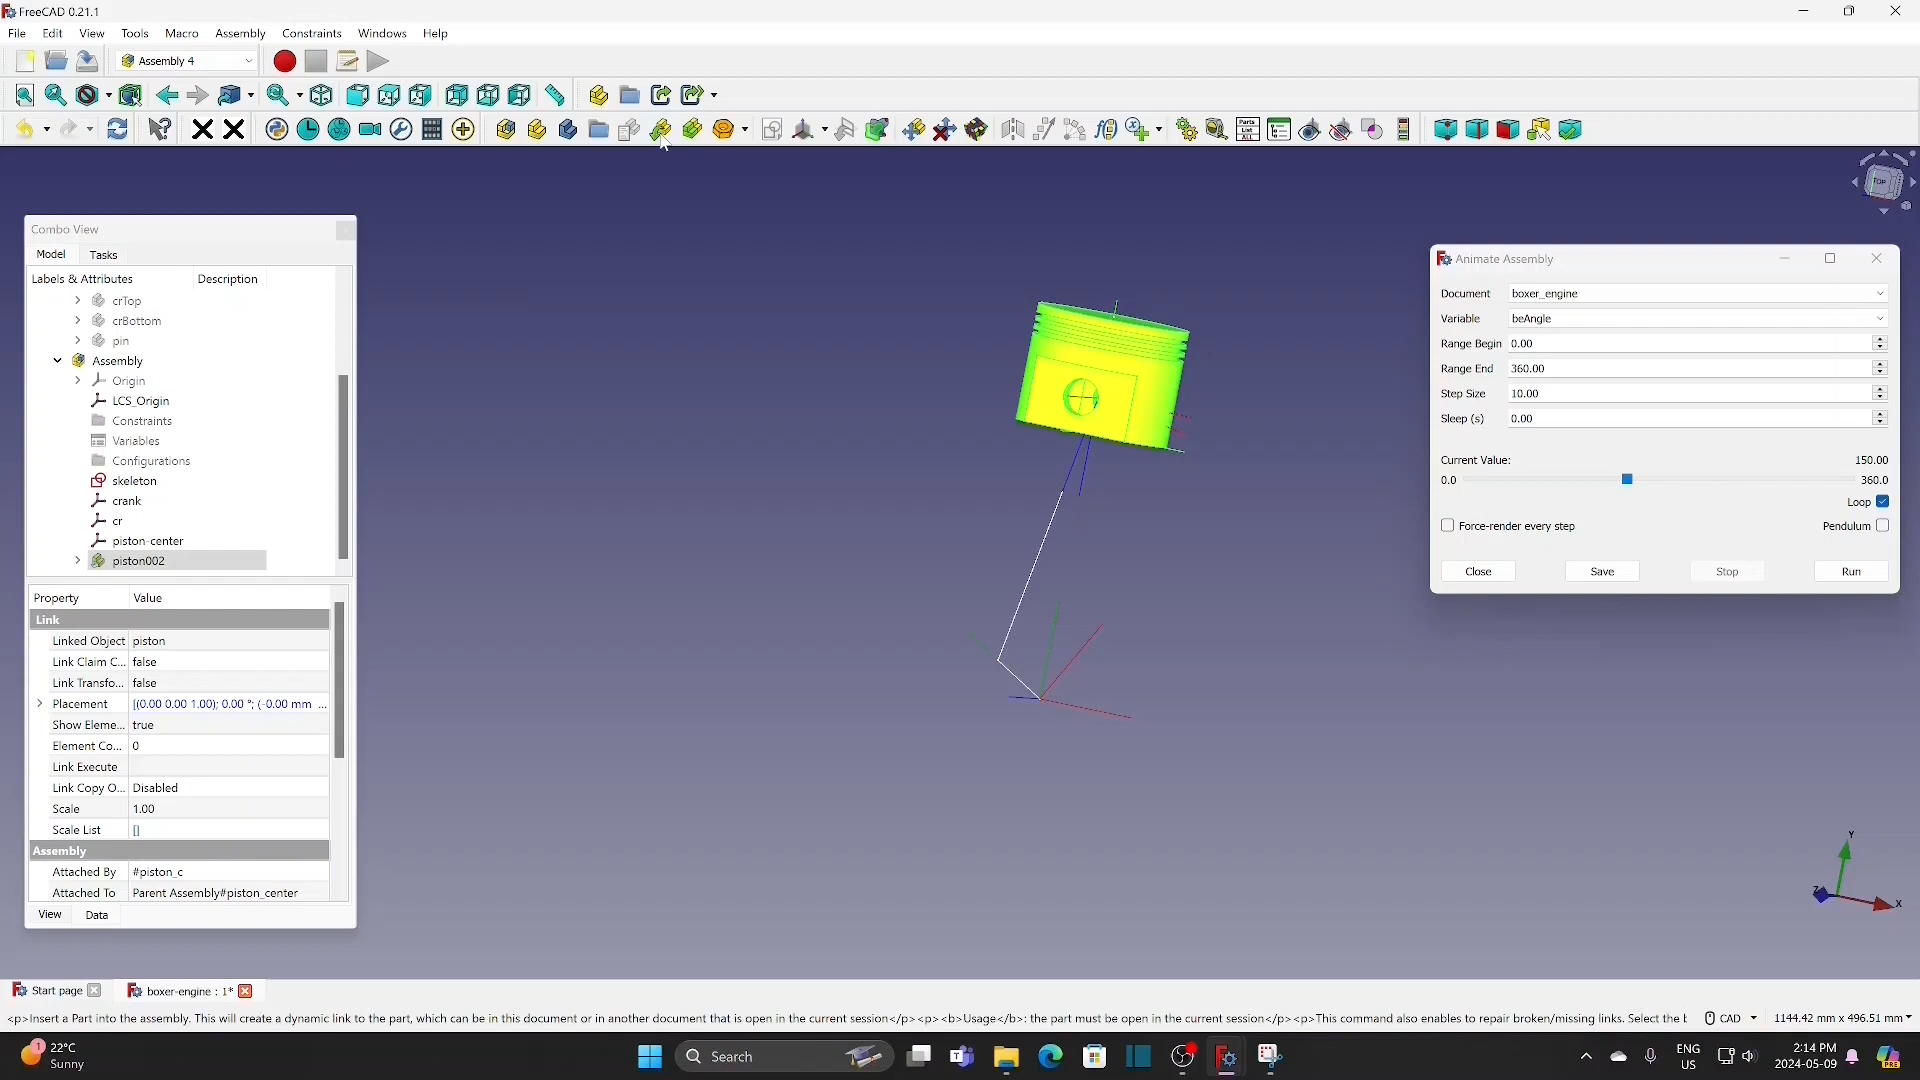 FreeCAD 0.21.1
File Edit View Tools Macro Assembly Constraints Windows Help
Assembly 4
Parts List ALL
TOP
Combo View
Model Tasks
Labels & Attributes Description
crTop
crBottom
pin
Assembly
Origin
LCS_Origin
Constraints
Variables
Configurations
skeleton
crank
cr
piston-center
piston002
Property Value
Link
Linked Object piston
Link Claim C... false
Link Transfo... false
Placement [(0.00 0.00 1.00); 0.00 °; (-0.00 mm ...
Show Eleme... true
Element Co... 0
Link Execute
Link Copy O... Disabled
Scale 1.00
Scale List []
Assembly
Attached By #piston_c
Attached To Parent Assembly#piston_center
View Data
Animate Assembly
Document boxer_engine
Variable beAngle
Range Begin 0.00
Range End 360.00
Step Size 10.00
Sleep (s) 0.00
Current Value: 150.00
0.0 360.0
Loop
Force-render every step Pendulum
Close Save Stop Run
Y
Z
X
Start page boxer-engine : 1*
<p>Insert a Part into the assembly. This will create a dynamic link to the part, which can be in this document or in another document that is open in the current session</p><p><b>Usage</b>: the part must be open in the current session</p><p>This command also enables to repair broken/missing links. Select the b CAD 1144.42 mm x 496.51 mm
1 22°C
Sunny
Search
ENG
US
2:14 PM
2024-05-09
PRE